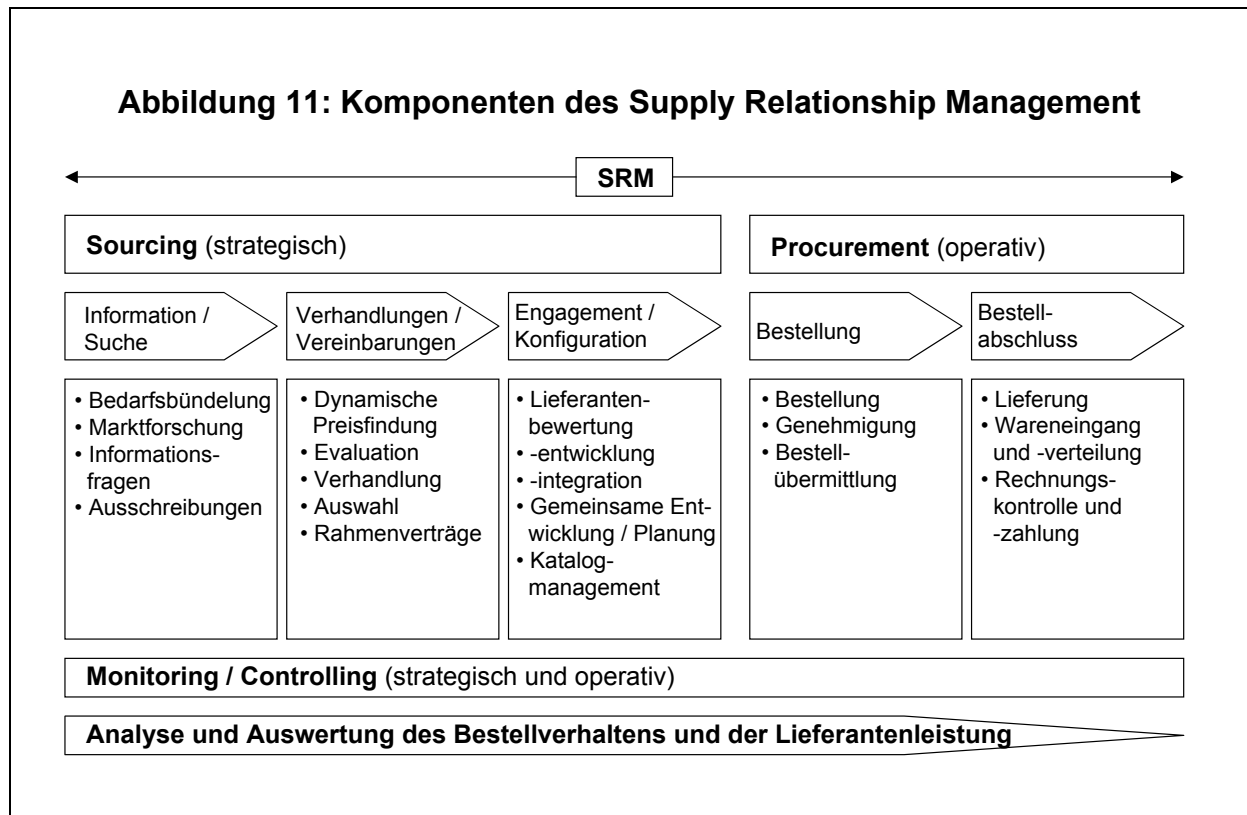 Abbildung 11: Komponenten des Supply Relationship Management
SRM
Sourcing (strategisch)
Procurement (operativ)
Information /
Suche
Verhandlungen /
Vereinbarungen
Engagement /
Konfiguration
Bestellung
Bestell-
abschluss
• Bedarfsbündelung
• Marktforschung
• Informations-
fragen
• Ausschreibungen
• Dynamische
Preisfindung
• Evaluation
• Verhandlung
• Auswahl
• Rahmenverträge
• Lieferanten-
bewertung
• -entwicklung
• -integration
• Gemeinsame Ent-
wicklung / Planung
• Katalog-
management
• Bestellung
• Genehmigung
• Bestell-
übermittlung
• Lieferung
• Wareneingang
und -verteilung
• Rechnungs-
kontrolle und
-zahlung
Monitoring / Controlling (strategisch und operativ)
Analyse und Auswertung des Bestellverhaltens und der Lieferantenleistung